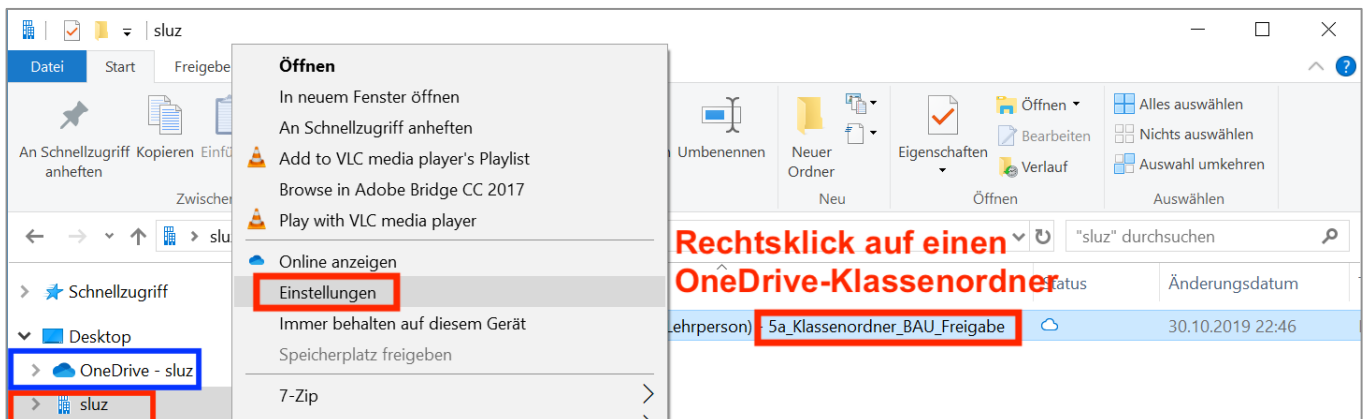 sluz
Datei Start Freigebe
An Schnellzugriff anheften
Kopieren
Einfü
Zwischer
Umbenennen
Neuer Ordner
Neu
Eigenschaften
Öffnen
Bearbeiten
Verlauf
Öffnen
Alles auswählen
Nichts auswählen
Auswahl umkehren
Auswählen
slu
"sluz" durchsuchen
Öffnen
In neuem Fenster öffnen
An Schnellzugriff anheften
Add to VLC media player's Playlist
Browse in Adobe Bridge CC 2017
Play with VLC media player
Online anzeigen
Einstellungen
Immer behalten auf diesem Gerät
Speicherplatz freigeben
7-Zip
Rechtsklick auf einen
OneDrive-Klassenordner
Status Änderungsdatum
Lehrperson) - 5a_Klassenordner_BAU_Freigabe 30.10.2019 22:46
Schnellzugriff
Desktop
OneDrive - sluz
sluz